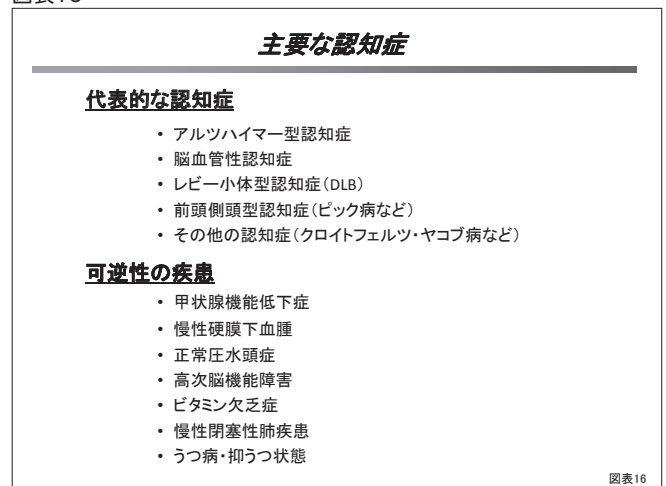 図表16
主要な認知症
代表的な認知症
・ アルツハイマー型認知症
・ 脳血管性認知症
・ レビー小体型認知症（DLB）
・ 前頭側頭型認知症（ピック病など）
・ その他の認知症（クロイトフェルツ・ヤコブ病など）
可逆性の疾患
・ 甲状腺機能低下症
・ 慢性硬膜下血腫
・ 正常圧水頭症
・ 高次脳機能障害
・ ビタミン欠乏症
・ 慢性閉塞性肺疾患
・ うつ病・抑うつ状態
図表16